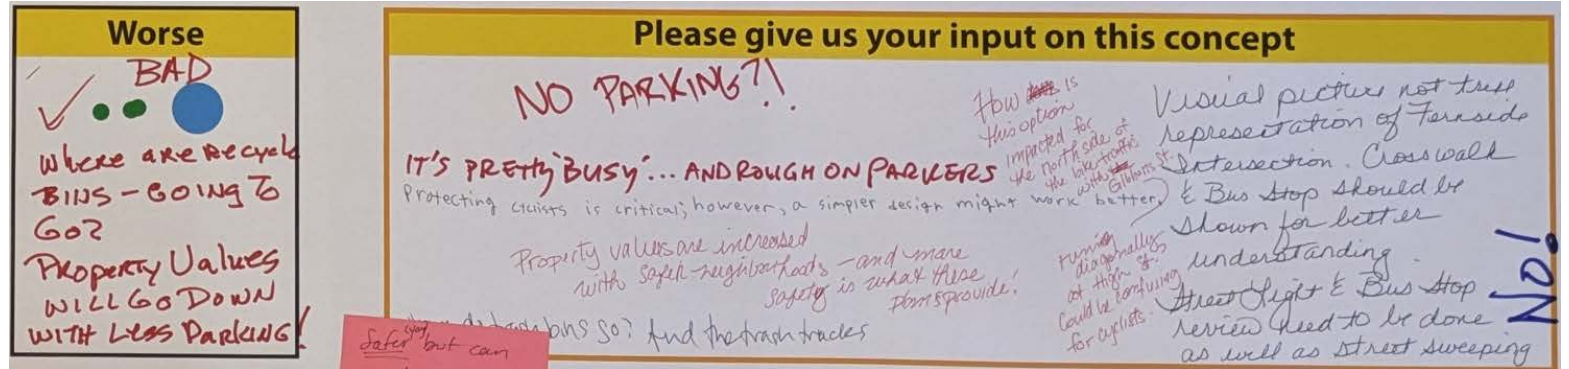 Worse
BAD
Where are Recycle
BINS - GOING TO
GO?
PROPERTY VALUES
WILL GO DOWN
WITH LESS PARKING!
Please give us your input on this concept
NO PARKING?!
IT'S PRETTY "BUSY"... AND ROUGH ON PARKERS
Protecting cyclists is critical; however, a simpler design might work better.
Property values are increased
with safer neighborhoods - and more
safety is what these
plans provide!
bins go? And the trash trucks
Safer but can
How is
this option
impacted for
the north side of
the bike traffic
with Gibbons St.
running
diagonally
at High St.
Could be confusing
for cyclists.
Visual picture not true
representation of Fernside
Intersection. Crosswalk
& Bus Stop should be
shown for better
understanding.
Street Light & Bus Stop
review need to be done
as well as street sweeping
No!